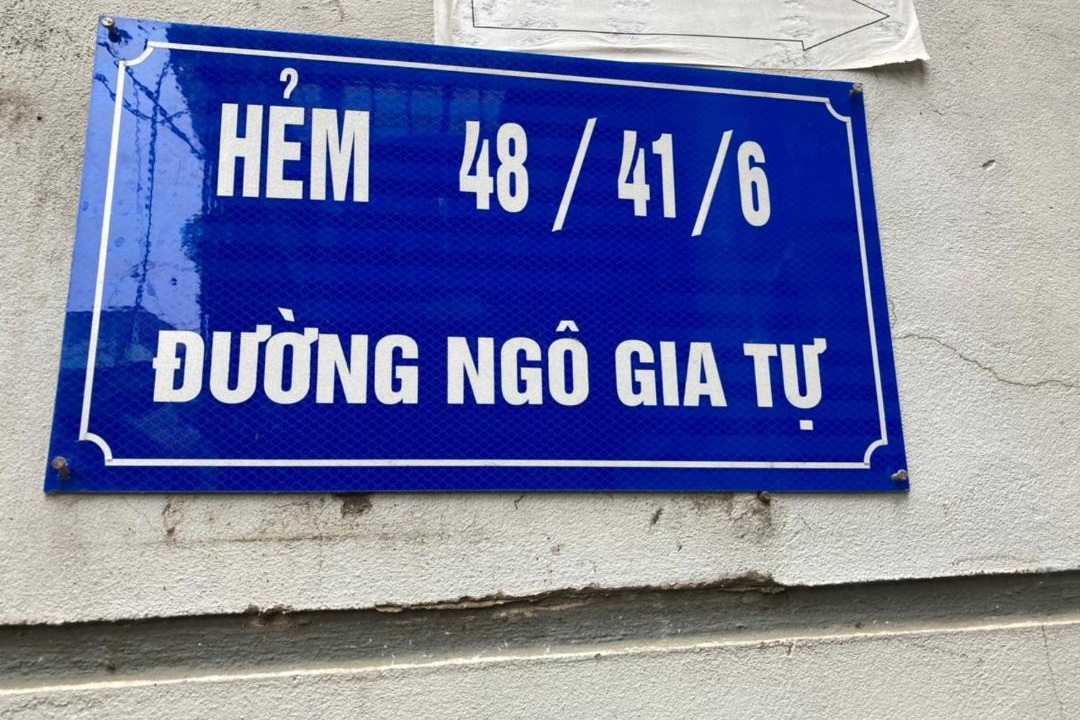 HẺM 48 / 41 / 6
ĐƯỜNG NGÔ GIA TỰ